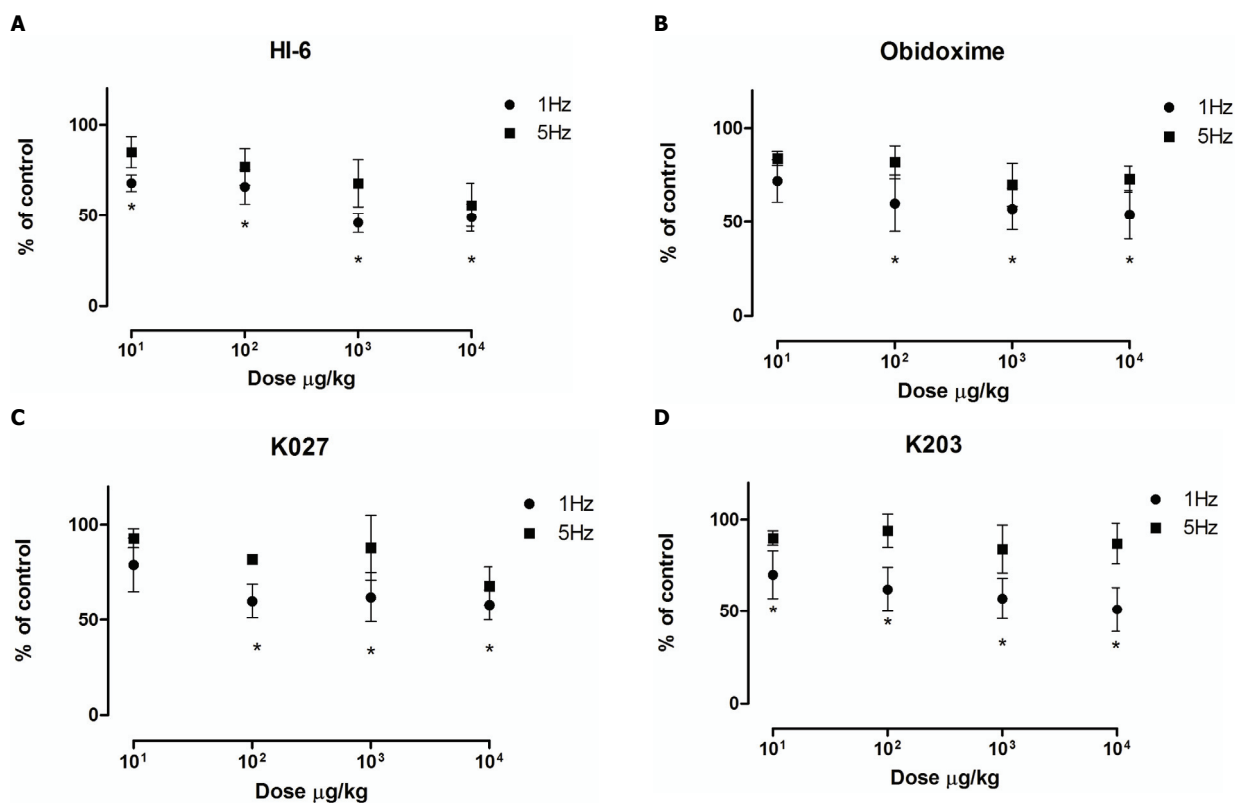 A
HI-6
1Hz
5Hz
100
50
0
% of control
*
*
*
*
10¹ 10² 10³ 10⁴
Dose μg/kg
B
Obidoxime
1Hz
5Hz
100
50
0
% of control
*
*
*
10¹ 10² 10³ 10⁴
Dose μg/kg
C
K027
1Hz
5Hz
100
50
0
% of control
*
*
*
10¹ 10² 10³ 10⁴
Dose μg/kg
D
K203
1Hz
5Hz
100
50
0
% of control
*
*
*
*
10¹ 10² 10³ 10⁴
Dose μg/kg